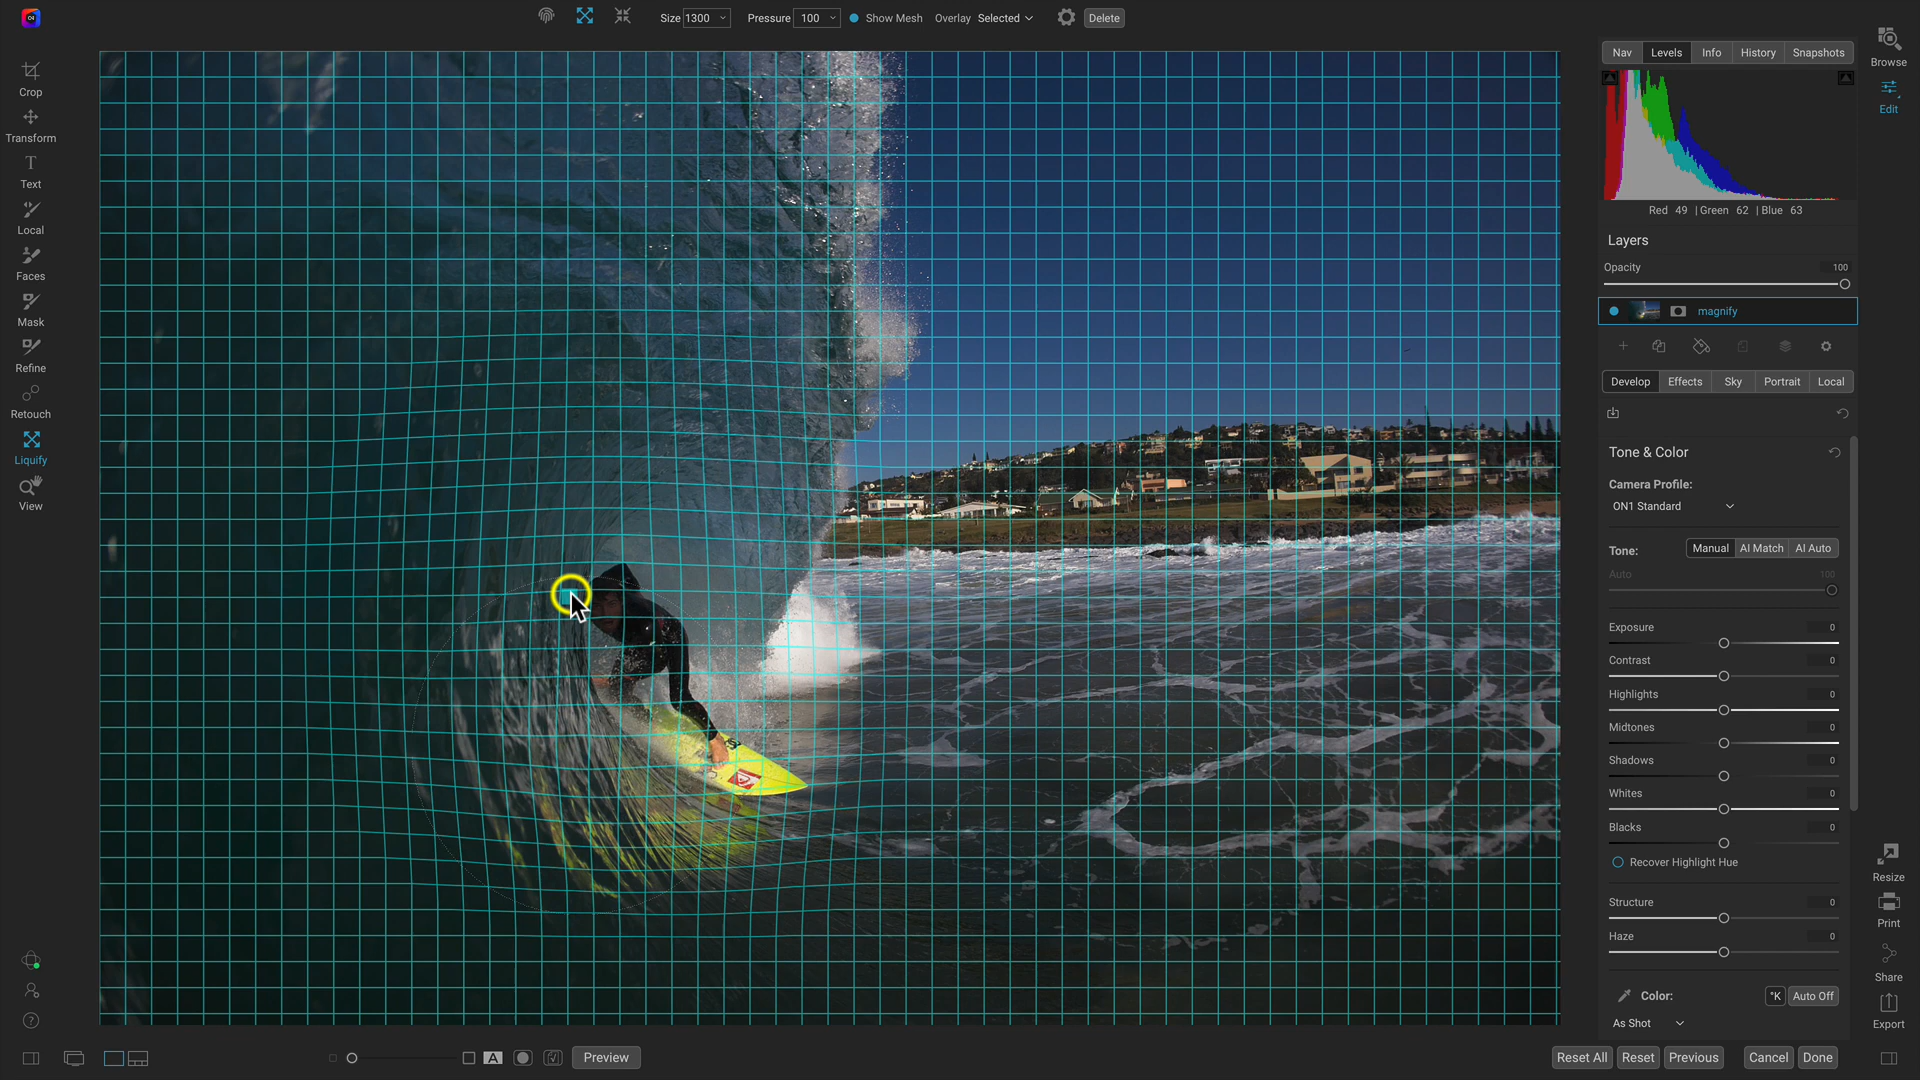 Size 1300 Pressure 100 Show Mesh Overlay Selected Delete
Crop
Transform
Text
Local
Faces
Mask
Refine
Retouch
Liquify
View
Nav Levels Info History Snapshots
Browse
Edit
Red 49 | Green 62 | Blue 63
Layers
Opacity 100
magnify
Develop Effects Sky Portrait Local
Tone & Color
Camera Profile:
ON1 Standard
Tone: Manual AI Match AI Auto
Auto 100
Exposure 0
Contrast 0
Highlights 0
Midtones 0
Shadows 0
Whites 0
Blacks 0
Recover Highlight Hue
Structure 0
Haze 0
Color: °K Auto Off
As Shot
Resize
Print
Share
Export
A Preview
Reset All Reset Previous Cancel Done